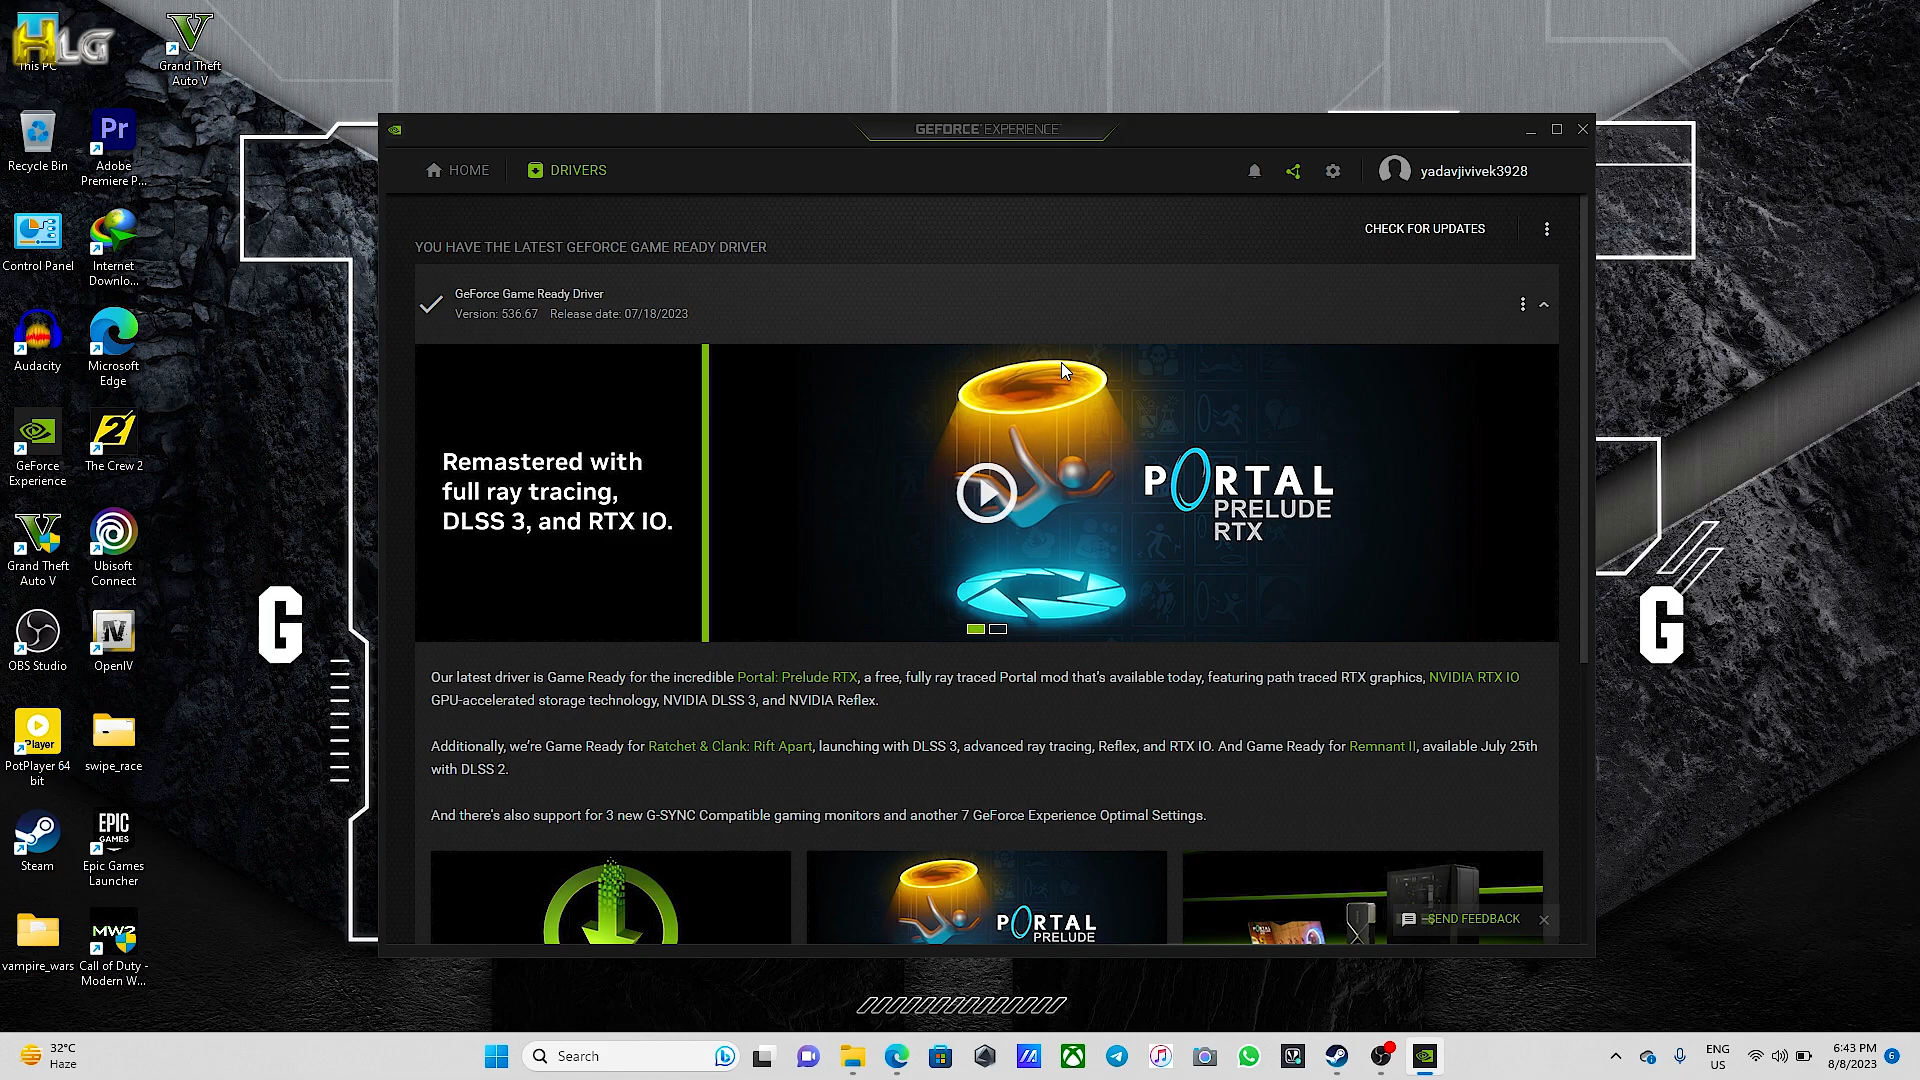 HLG
This PC
Grand Theft
Auto V
Recycle Bin
Pr
Adobe
Premiere P...
Control Panel
Internet
Downlo...
Audacity
Microsoft
Edge
GeForce
Experience
The Crew 2
Grand Theft
Auto V
Ubisoft
Connect
OBS Studio
OpenIV
Player
PotPlayer 64
bit
swipe_race
Steam
EPIC
GAMES
Epic Games
Launcher
vampire_wars
MW2
Call of Duty -
Modern W...
G
G
GEFORCE EXPERIENCE
HOME
DRIVERS
yadavjivivek3928
CHECK FOR UPDATES
YOU HAVE THE LATEST GEFORCE GAME READY DRIVER
GeForce Game Ready Driver
Version: 536.67 Release date: 07/18/2023
Remastered with
full ray tracing,
DLSS 3, and RTX IO.
PORTAL
PRELUDE
RTX
Our latest driver is Game Ready for the incredible Portal: Prelude RTX, a free, fully ray traced Portal mod that's available today, featuring path traced RTX graphics, NVIDIA RTX IO
GPU-accelerated storage technology, NVIDIA DLSS 3, and NVIDIA Reflex.
Additionally, we're Game Ready for Ratchet & Clank: Rift Apart, launching with DLSS 3, advanced ray tracing, Reflex, and RTX IO. And Game Ready for Remnant II, available July 25th
with DLSS 2.
And there's also support for 3 new G-SYNC Compatible gaming monitors and another 7 GeForce Experience Optimal Settings.
PORTAL
PRELUDE
SEND FEEDBACK
32°C
Haze
Search
ENG
US
6:43 PM
8/8/2023
6